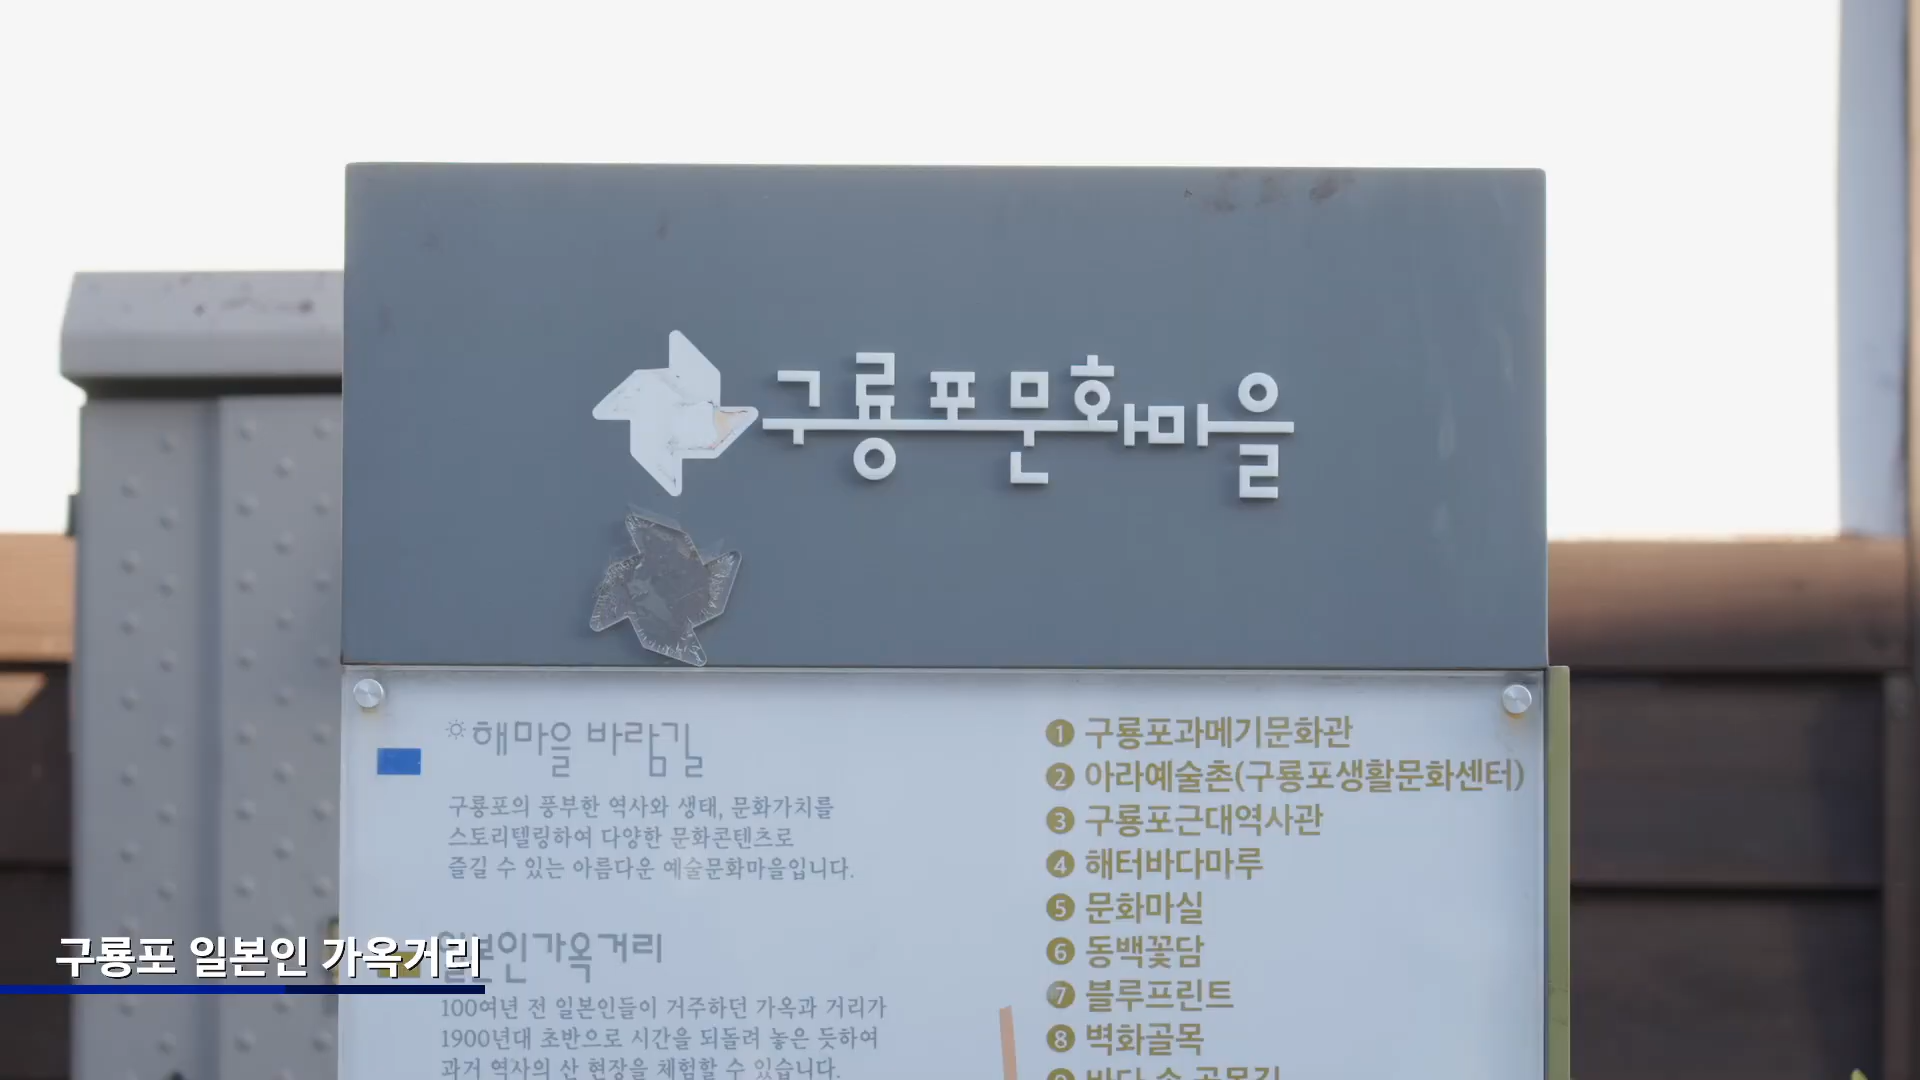 구룡포문화마을
해마을 바람길
구룡포의 풍부한 역사와 생태, 문화가치를
스토리텔링하여 다양한 문화콘텐츠로
즐길 수 있는 아름다운 예술문화마을입니다.
일본인가옥거리
100여년 전 일본인들이 거주하던 가옥과 거리가
1900년대 초반으로 시간을 되돌려 놓은 듯하여
과거 역사의 산 현장을 체험할 수 있습니다.
1 구룡포과메기문화관
2 아라예술촌(구룡포생활문화센터)
3 구룡포근대역사관
4 해터바다마루
5 문화마실
6 동백꽃담
7 블루프린트
8 벽화골목
구룡포 일본인 가옥거리